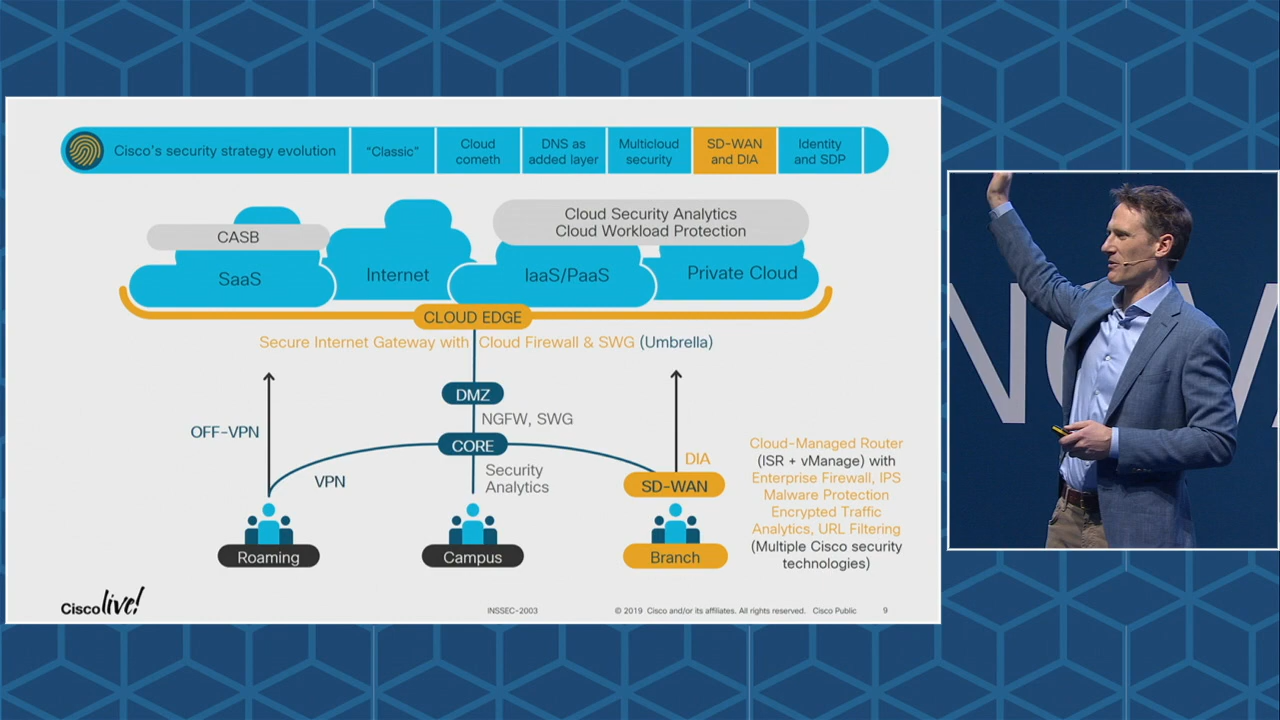 Cisco's security strategy evolution
"Classic"
Cloud
cometh
DNS as
added layer
Multicloud
security
SD-WAN
and DIA
Identity
and SDP
CASB
Cloud Security Analytics
Cloud Workload Protection
SaaS
Internet
IaaS/PaaS
Private Cloud
CLOUD EDGE
Secure Internet Gateway with Cloud Firewall & SWG (Umbrella)
DMZ
NGFW, SWG
OFF-VPN
CORE
VPN
Security
Analytics
DIA
SD-WAN
Cloud-Managed Router
(ISR + vManage) with
Enterprise Firewall, IPS
Malware Protection
Encrypted Traffic
Analytics, URL Filtering
(Multiple Cisco security
technologies)
Roaming
Campus
Branch
Cisco live!
INSSEC-2003
© 2019 Cisco and/or its affiliates. All rights reserved. Cisco Public
9